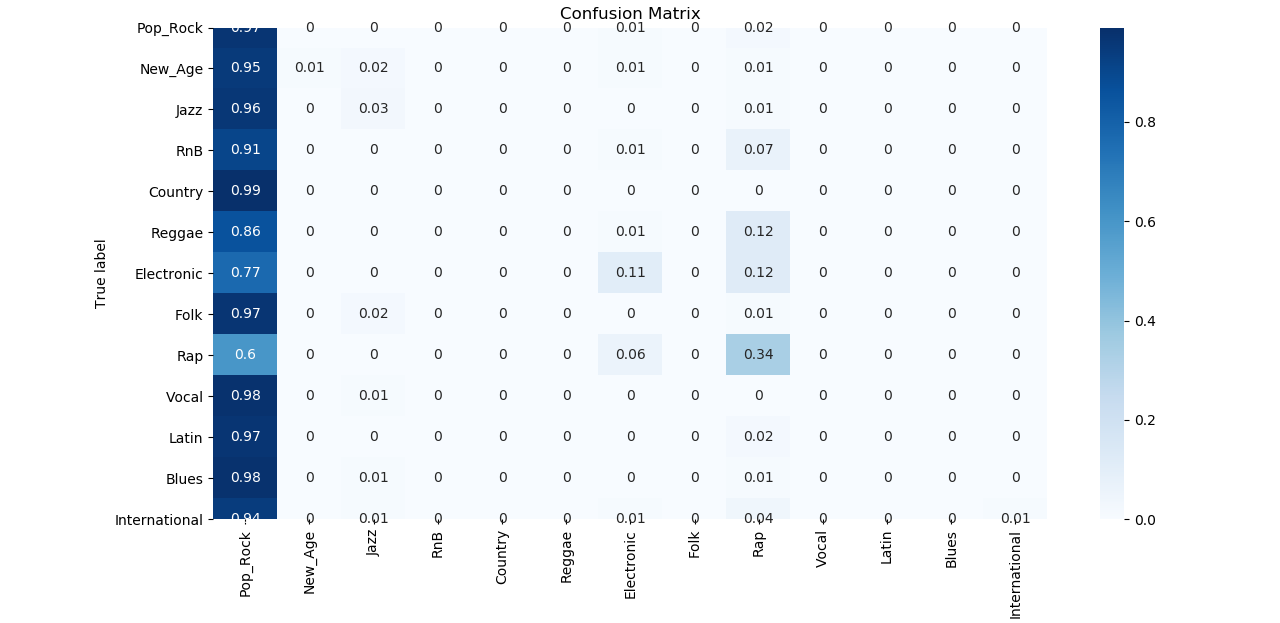 Confusion Matrix
Pop_Rock 0.97 0 0 0 0 0 0.01 0 0.02 0 0 0 0
New_Age 0.95 0.01 0.02 0 0 0 0.01 0 0.01 0 0 0 0
Jazz 0.96 0 0.03 0 0 0 0 0 0.01 0 0 0 0
RnB 0.91 0 0 0 0 0 0.01 0 0.07 0 0 0 0
Country 0.99 0 0 0 0 0 0 0 0 0 0 0 0
Reggae 0.86 0 0 0 0 0 0.01 0 0.12 0 0 0 0
Electronic 0.77 0 0 0 0 0 0.11 0 0.12 0 0 0 0
Folk 0.97 0 0.02 0 0 0 0 0 0.01 0 0 0 0
Rap 0.6 0 0 0 0 0 0.06 0 0.34 0 0 0 0
Vocal 0.98 0 0.01 0 0 0 0 0 0 0 0 0 0
Latin 0.97 0 0 0 0 0 0 0 0.02 0 0 0 0
Blues 0.98 0 0.01 0 0 0 0 0 0.01 0 0 0 0
International 0.94 0 0.01 0 0 0 0.01 0 0.04 0 0 0 0.01
True label
Pop_Rock New_Age Jazz RnB Country Reggae Electronic Folk Rap Vocal Latin Blues International
0.8
0.6
0.4
0.2
0.0